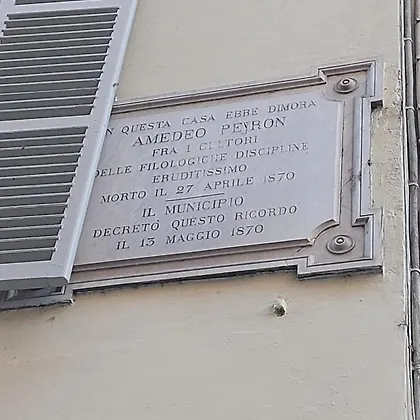 IN QUESTA CASA EBBE DIMORA
AMEDEO PEYRON
FRA I CULTORI
DELLE FILOLOGICHE DISCIPLINE
ERUDITISSIMO
MORTO IL 27 APRILE 1870
IL MUNICIPIO
DECRETÒ QUESTO RICORDO
IL 13 MAGGIO 1870